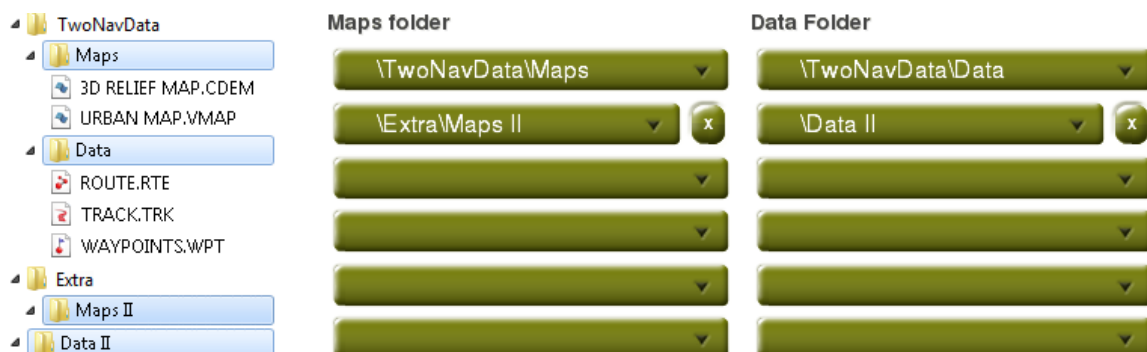 TwoNavData
Maps
3D RELIEF MAP.CDEM
URBAN MAP.VMAP
Data
ROUTE.RTE
TRACK.TRK
WAYPOINTS.WPT
Extra
Maps II
Data II
Maps folder
\TwoNavData\Maps
\Extra\Maps II
x
Data Folder
\TwoNavData\Data
\Data II
x